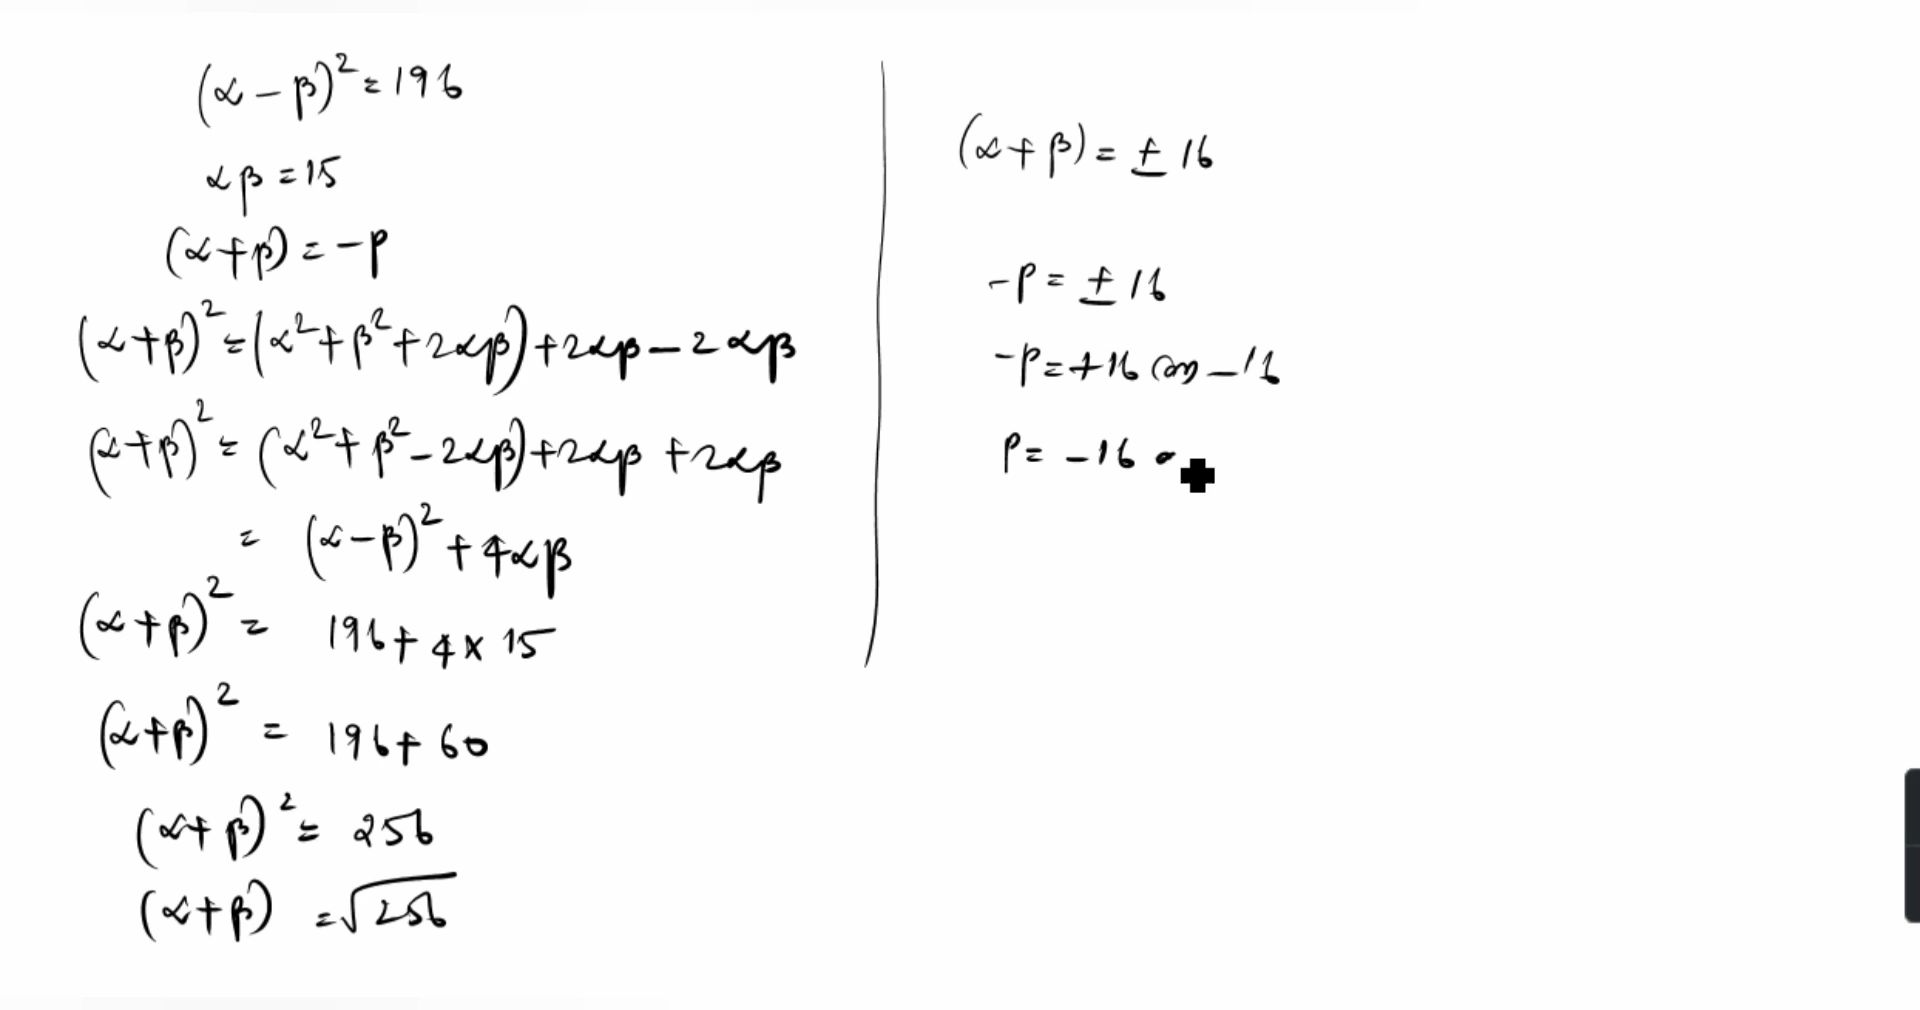 (α − β)² = 196
αβ = 15
(α+β) = −p
(α+β)² = (α²+β²+2αβ)+2αβ−2αβ
(α+β)² = (α²+β²−2αβ)+2αβ+2αβ
= (α−β)²+4αβ
(α+β)² = 196+4×15
(α+β)² = 196+60
(α+β)² = 256
(α+β) = √256
(α+β) = ± 16
−p = ± 16
−p = +16 or −16
p = −16 o